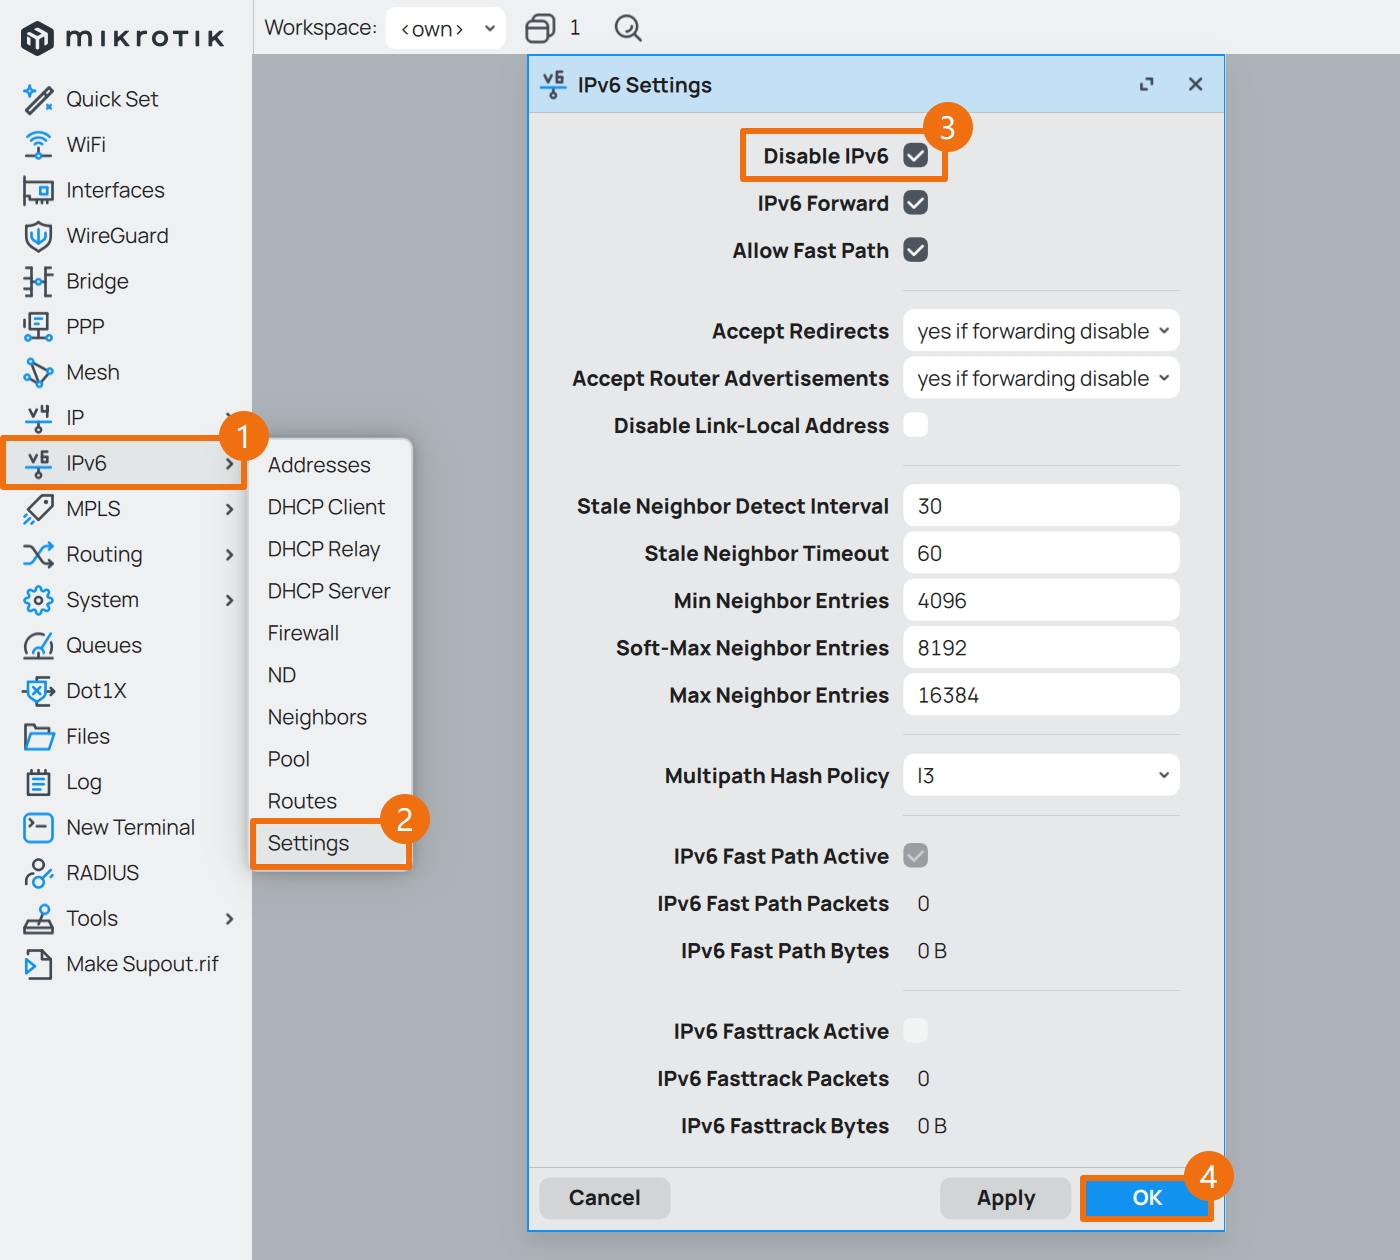 mikrotik
Workspace: <own> 1
Quick Set
WiFi
Interfaces
WireGuard
Bridge
PPP
Mesh
v4 IP
v6 IPv6
1
MPLS
Routing
System
Queues
Dot1X
Files
Log
New Terminal
RADIUS
Tools
Make Supout.rif
Addresses
DHCP Client
DHCP Relay
DHCP Server
Firewall
ND
Neighbors
Pool
Routes
Settings
2
v6 IPv6 Settings
Disable IPv6
3
IPv6 Forward
Allow Fast Path
Accept Redirects yes if forwarding disable
Accept Router Advertisements yes if forwarding disable
Disable Link-Local Address
Stale Neighbor Detect Interval 30
Stale Neighbor Timeout 60
Min Neighbor Entries 4096
Soft-Max Neighbor Entries 8192
Max Neighbor Entries 16384
Multipath Hash Policy l3
IPv6 Fast Path Active
IPv6 Fast Path Packets 0
IPv6 Fast Path Bytes 0 B
IPv6 Fasttrack Active
IPv6 Fasttrack Packets 0
IPv6 Fasttrack Bytes 0 B
Cancel Apply OK
4